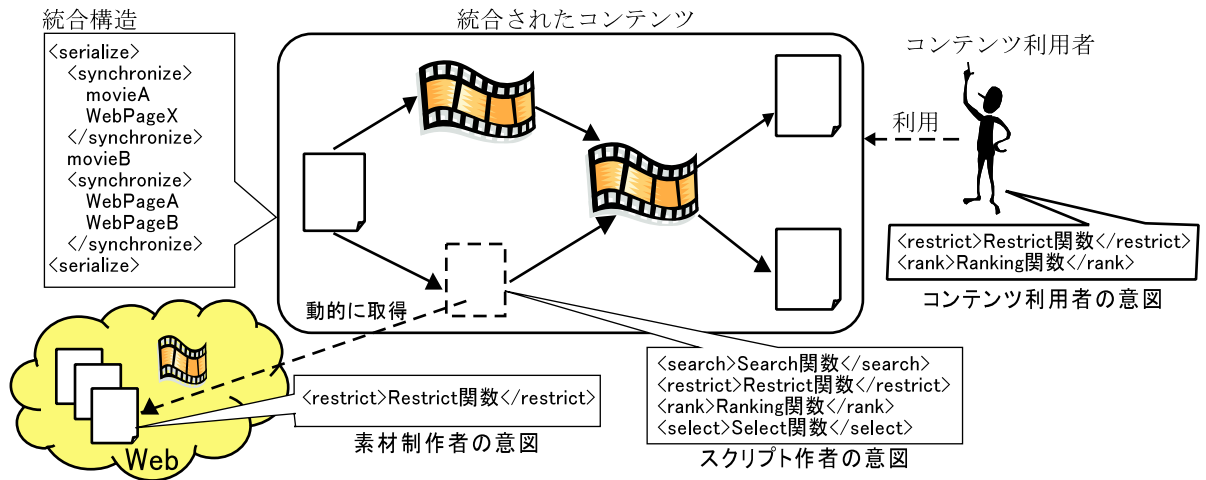 統合構造
<serialize>
<synchronize>
movieA
WebPageX
</synchronize>
movieB
<synchronize>
WebPageA
WebPageB
</synchronize>
<serialize>
統合されたコンテンツ
コンテンツ利用者
利用
<restrict>Restrict関数</restrict>
<rank>Ranking関数</rank>
コンテンツ利用者の意図
動的に取得
<search>Search関数</search>
<restrict>Restrict関数</restrict>
<rank>Ranking関数</rank>
<select>Select関数</select>
スクリプト作者の意図
<restrict>Restrict関数</restrict>
素材制作者の意図
Web